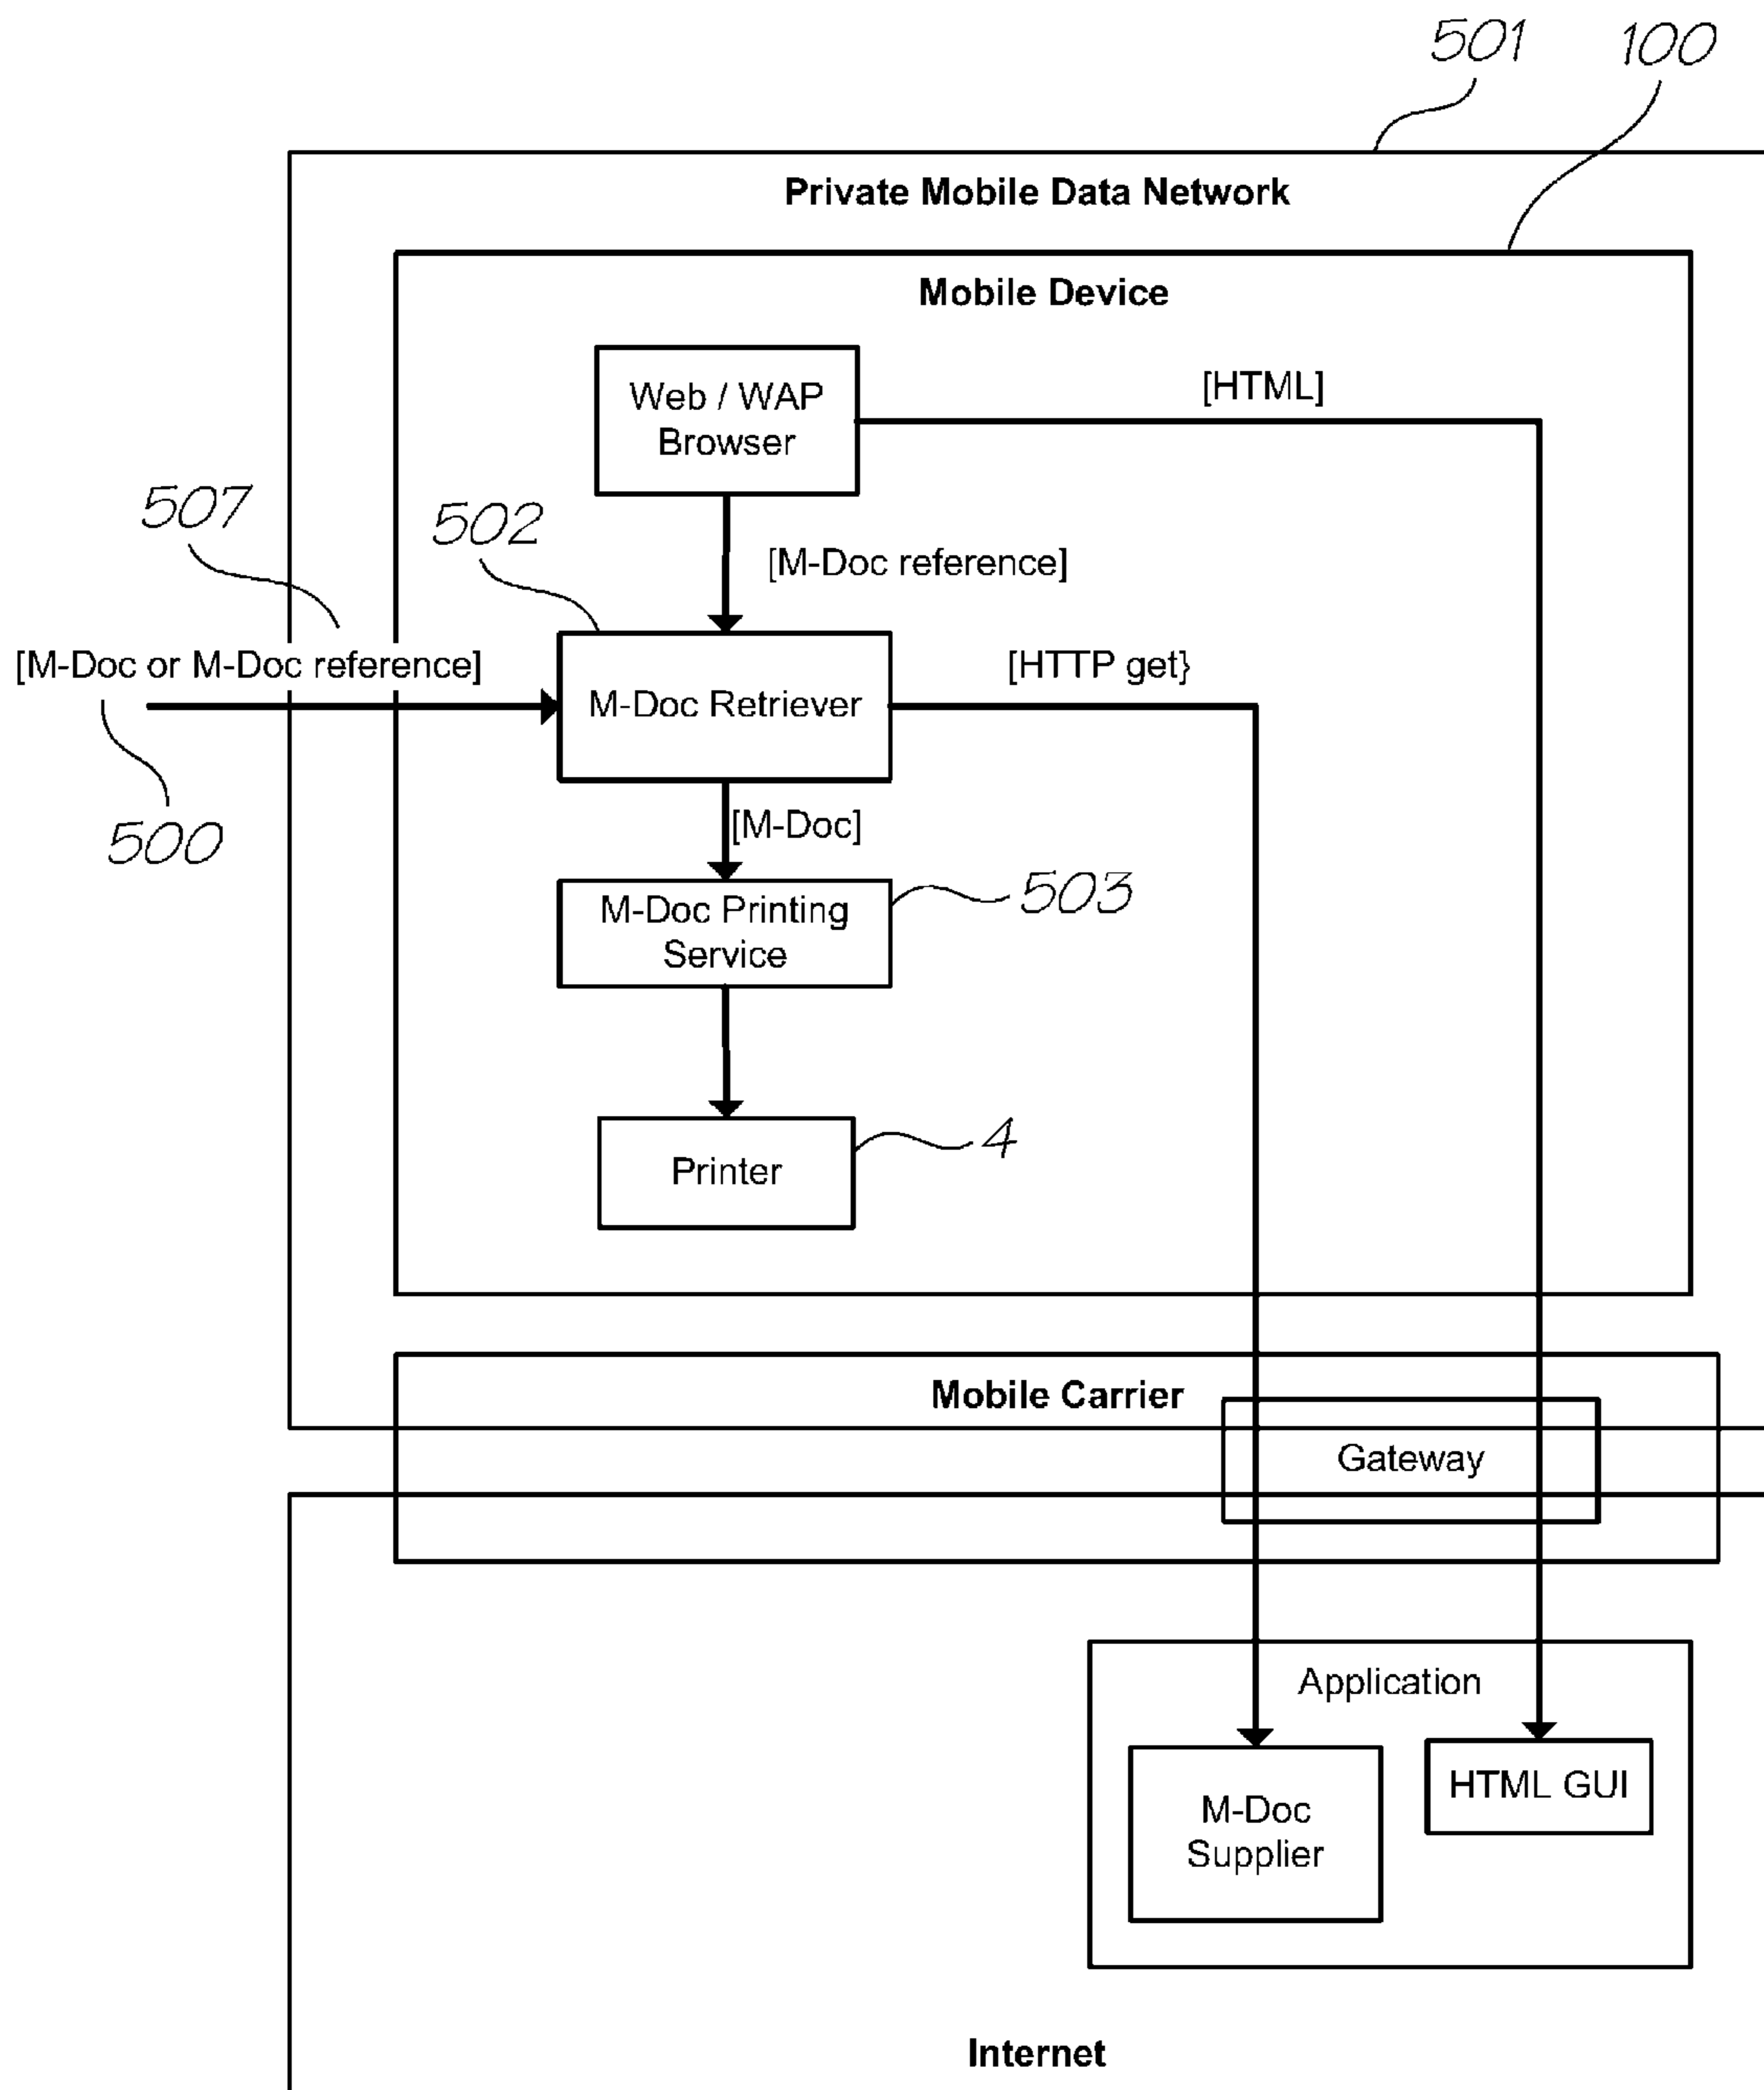 501
100
Private Mobile Data Network
Mobile Device
Web / WAP
Browser
[HTML]
507
502
[M-Doc reference]
[M-Doc or M-Doc reference]
M-Doc Retriever
[HTTP get}
500
[M-Doc]
M-Doc Printing
Service
503
Printer
4
Mobile Carrier
Gateway
Application
M-Doc
Supplier
HTML GUI
Internet